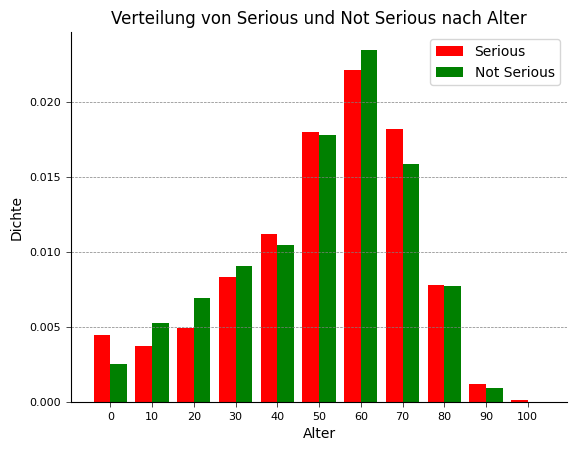 Verteilung von Serious und Not Serious nach Alter
Serious
Not Serious
Dichte
0.020
0.015
0.010
0.005
0.000
0 10 20 30 40 50 60 70 80 90 100
Alter